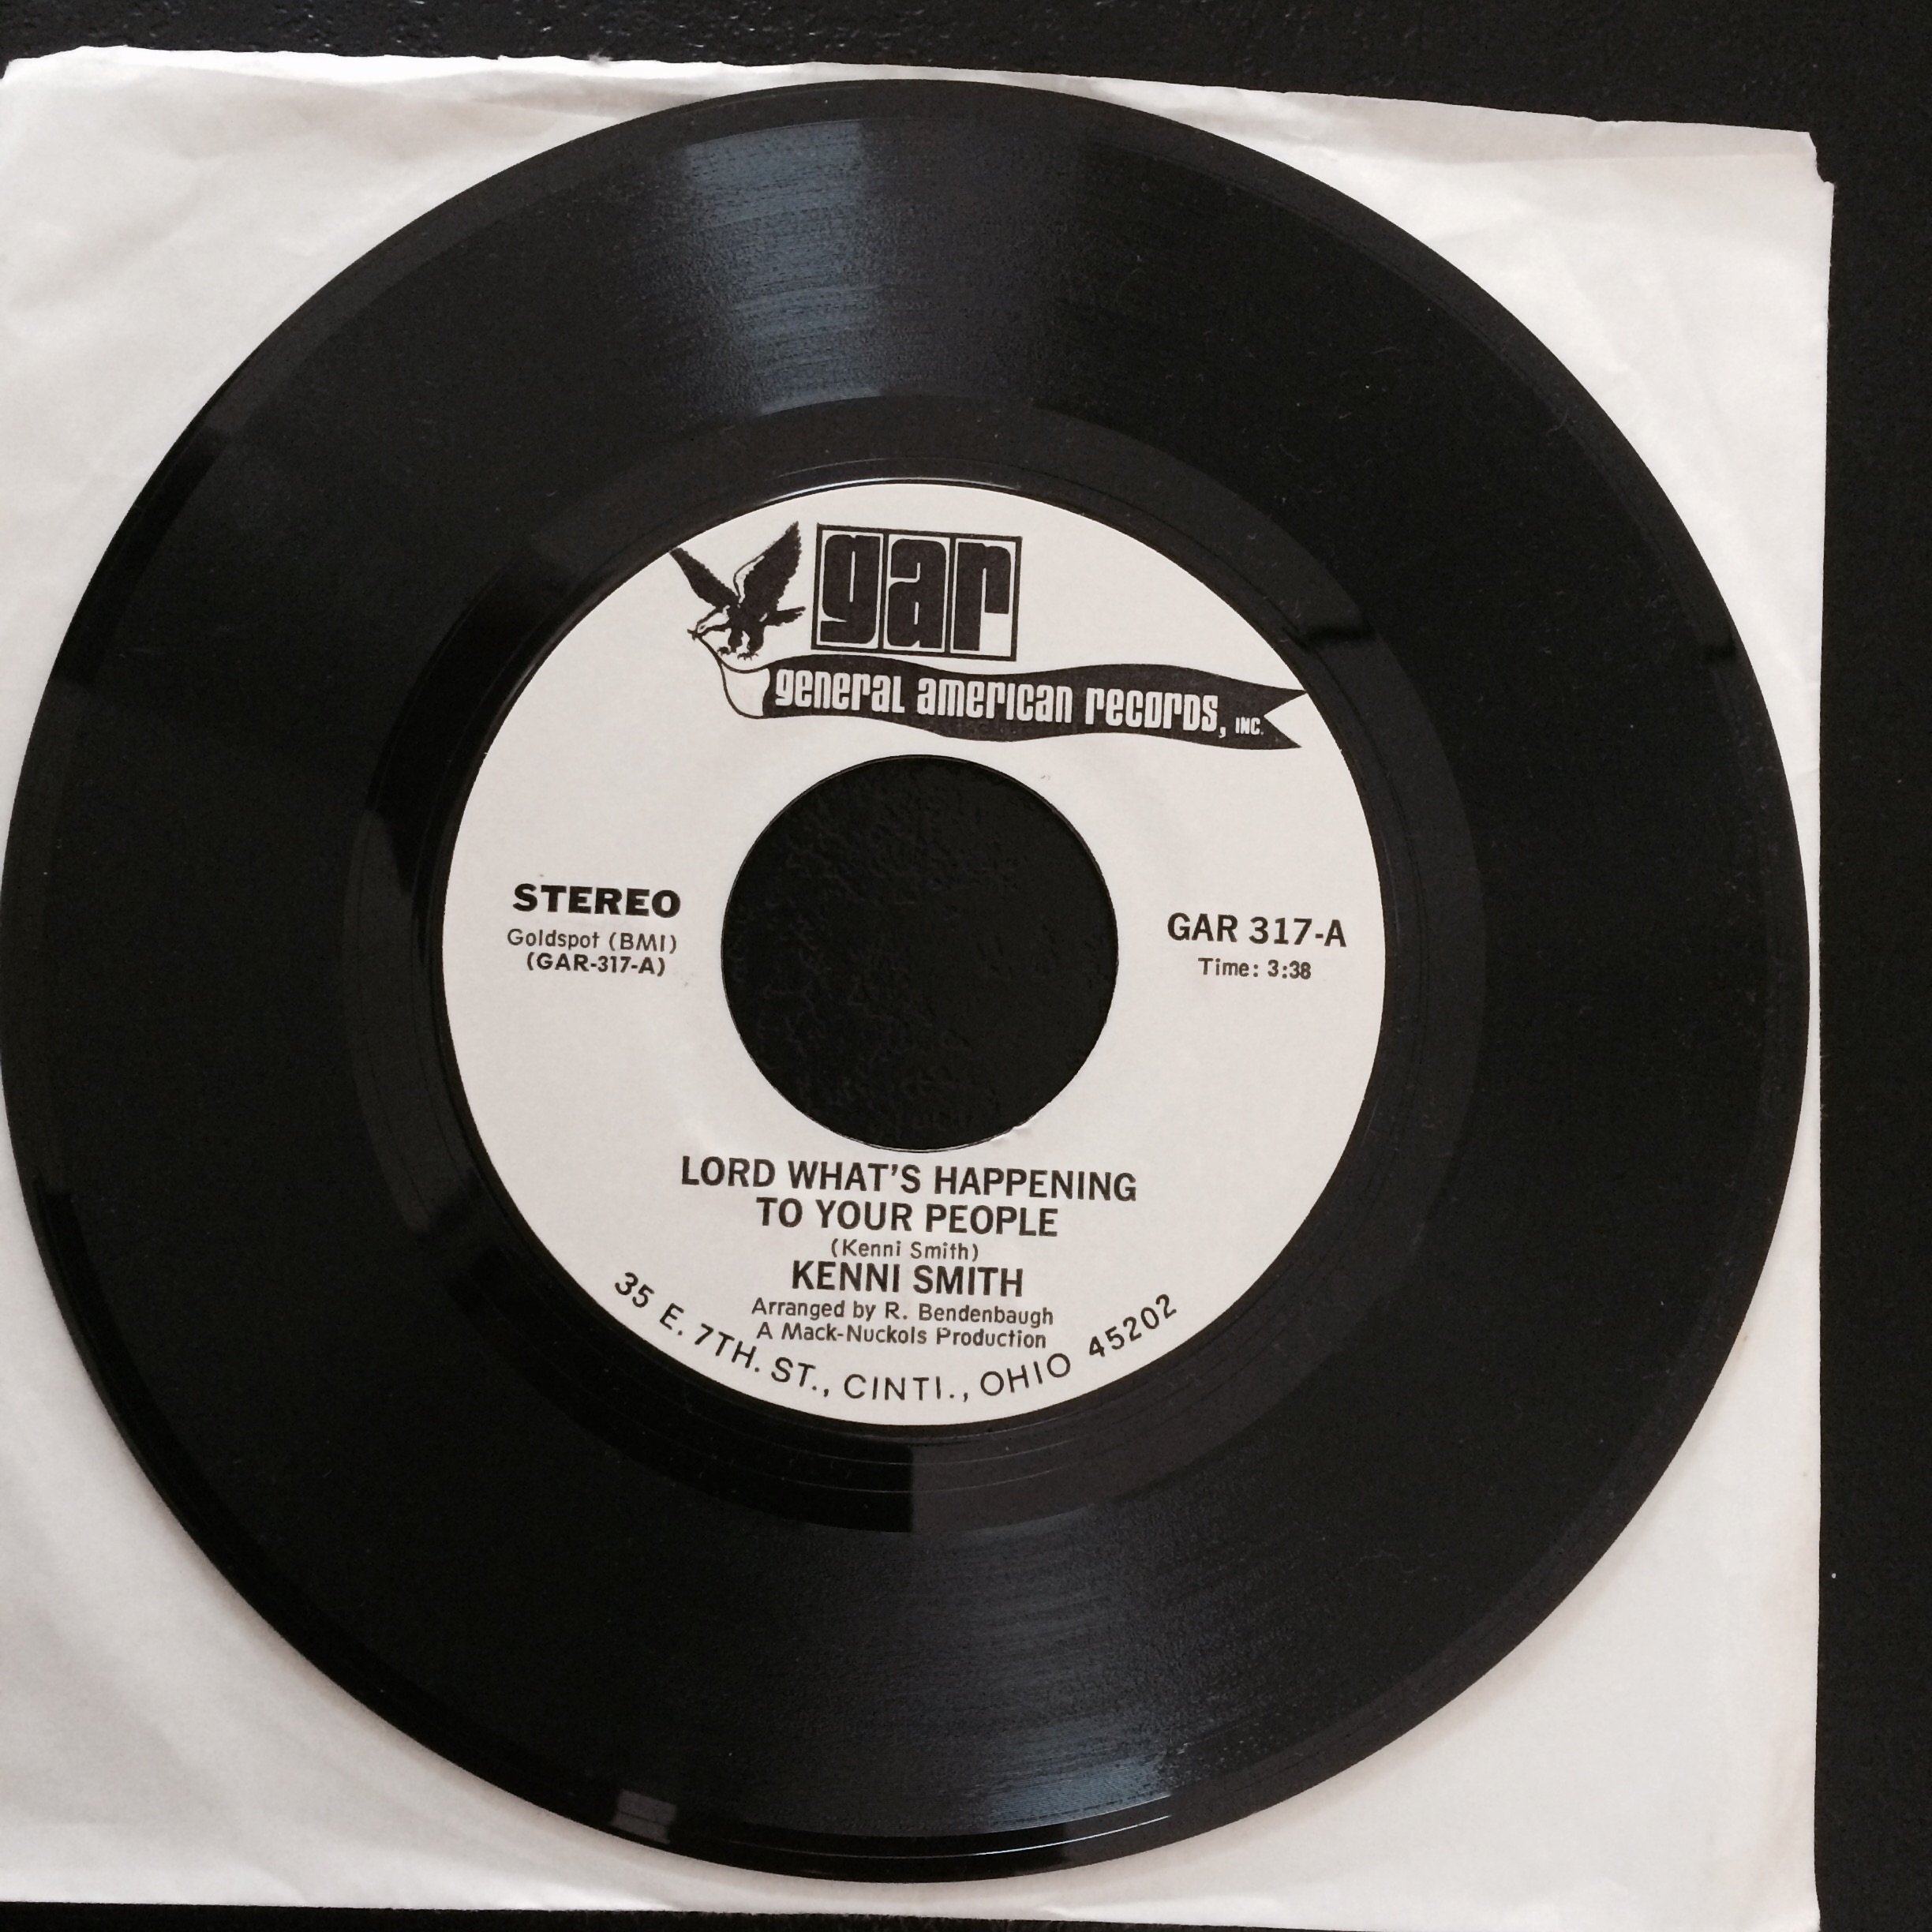 gar
general american records, INC.
STEREO
Goldspot (BMI)
(GAR-317-A)
GAR 317-A
Time: 3:38
LORD WHAT'S HAPPENING
TO YOUR PEOPLE
(Kenni Smith)
KENNI SMITH
Arranged by R. Bendenbaugh
A Mack-Nuckols Production
35 E. 7TH. ST., CINTI., OHIO 45202